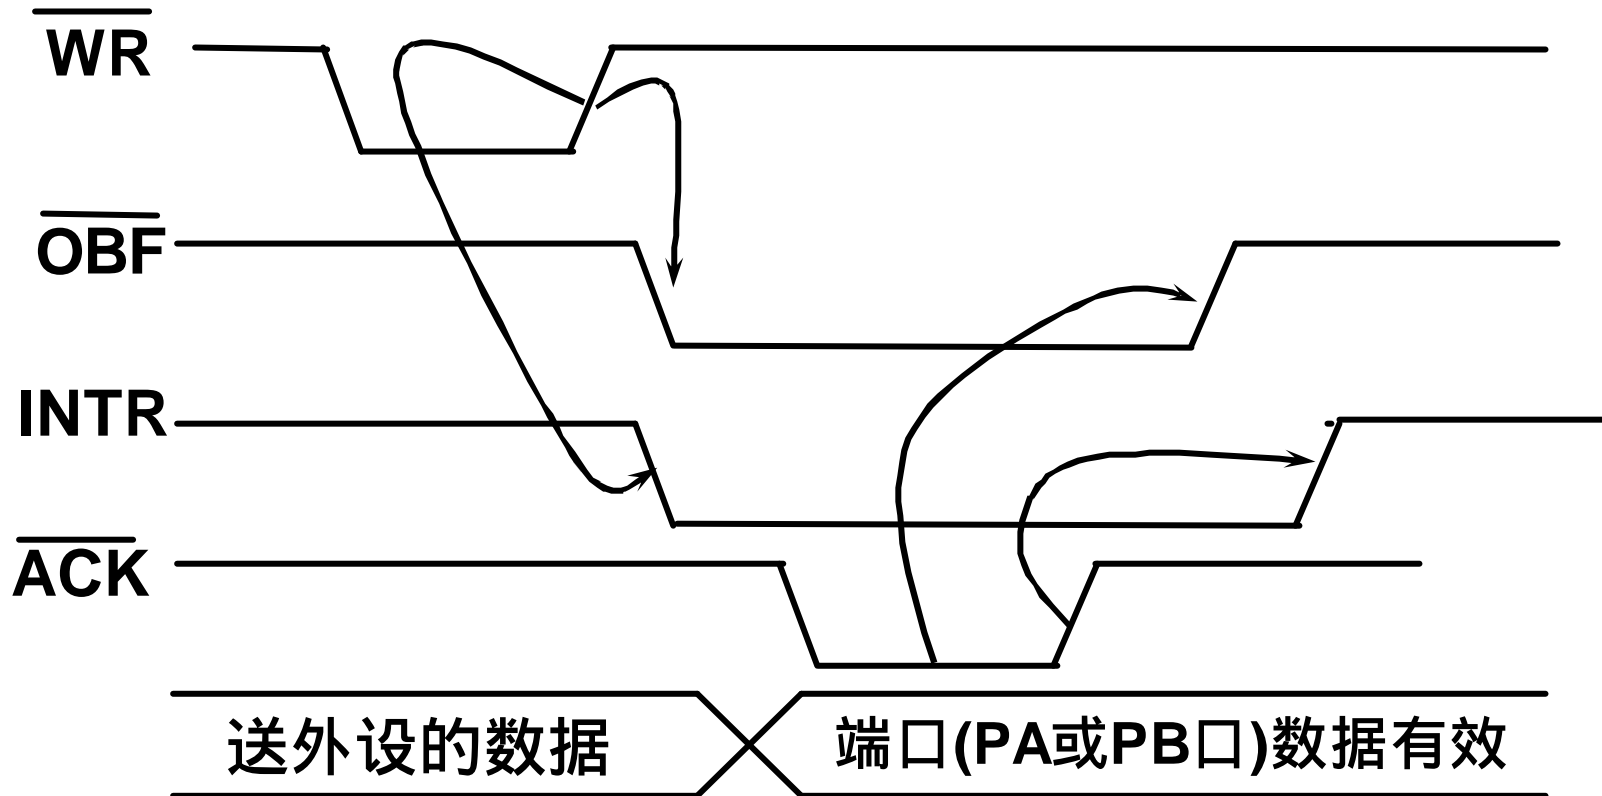 WR
OBF
INTR
ACK
送外设的数据
端口(PA或PB口)数据有效